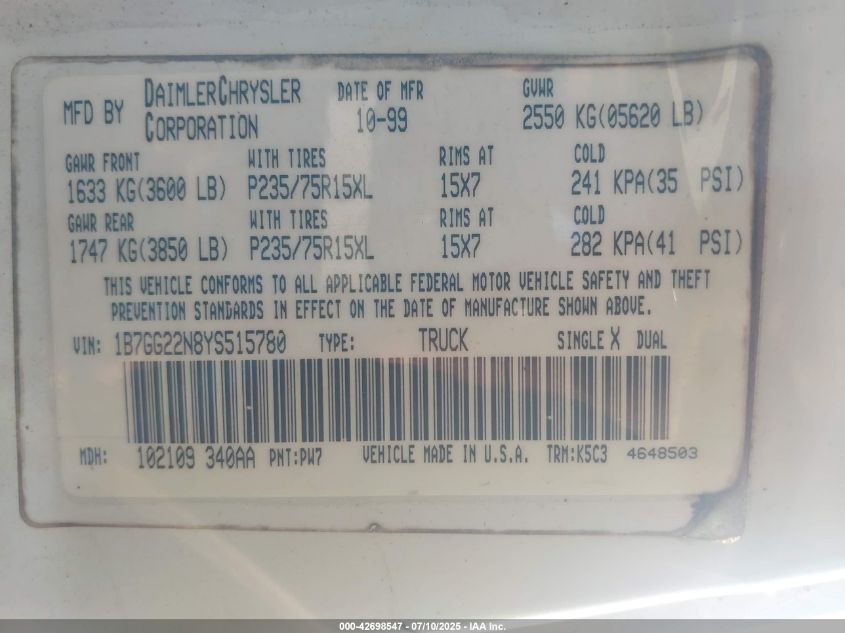 MFD BY DAIMLERCHRYSLER CORPORATION DATE OF MFR 10-99 GVWR 2550 KG(05620 LB)
GAWR FRONT WITH TIRES RIMS AT COLD
1633 KG(3600 LB) P235/75R15XL 15X7 241 KPA(35 PSI)
GAWR REAR WITH TIRES RIMS AT COLD
1747 KG(3850 LB) P235/75R15XL 15X7 282 KPA(41 PSI)
THIS VEHICLE CONFORMS TO ALL APPLICABLE FEDERAL MOTOR VEHICLE SAFETY AND THEFT
PREVENTION STANDARDS IN EFFECT ON THE DATE OF MANUFACTURE SHOWN ABOVE.
VIN: 1B7GG22N8YS515780 TYPE: TRUCK SINGLE X DUAL
MDH: 102109 340AA PNT:PW7 VEHICLE MADE IN U.S.A. TRM:K5C3 4648503
000-42698547 - 07/10/2025 - IAA Inc.